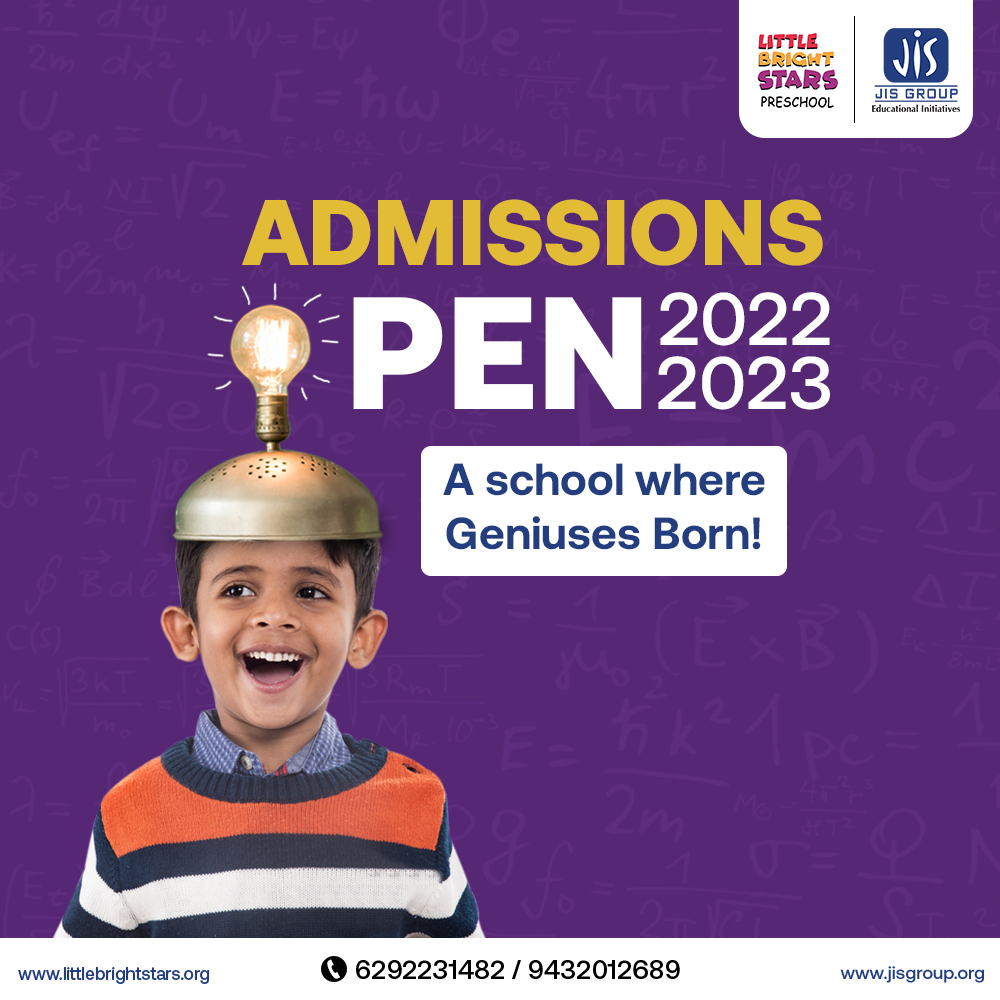 LITTLE
BRIGHT
STARS
PRESCHOOL
JIS
JIS GROUP
Educational Initiatives
ADMISSIONS
PEN 2022
2023
A school where
Geniuses Born!
www.littlebrightstars.org
6292231482 / 9432012689
www.jisgroup.org